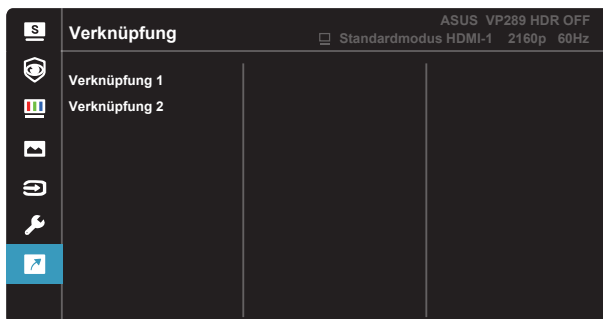 S
Verknüpfung
ASUS VP289 HDR OFF
Standardmodus HDMI-1 2160p 60Hz
Verknüpfung 1
Verknüpfung 2